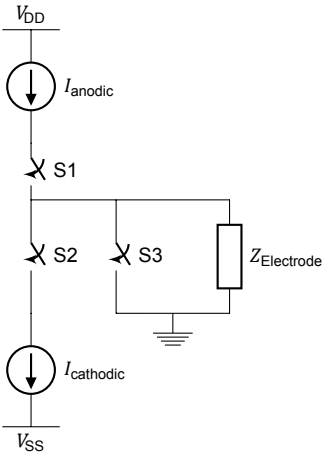 VDD
Ianodic
S1
S2 S3 ZElectrode
Icathodic
VSS